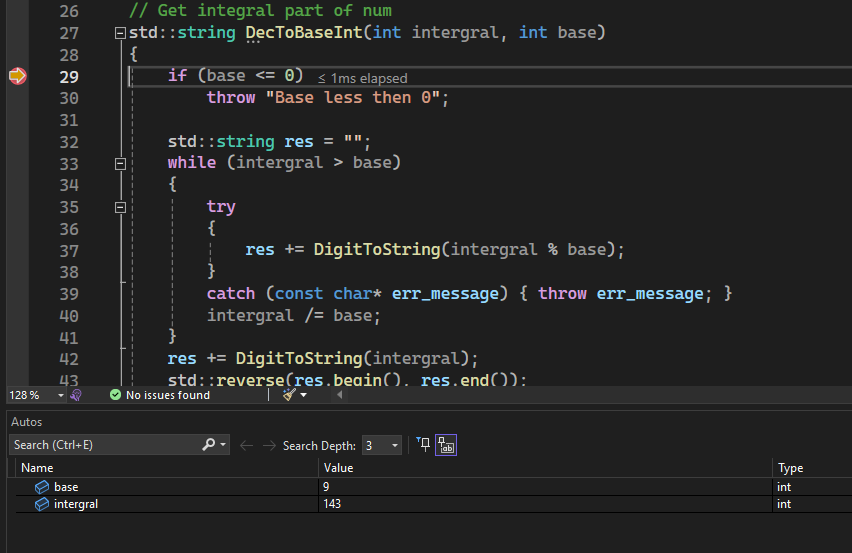 26 // Get integral part of num
27 std::string DecToBaseInt(int intergral, int base)
28 {
29 if (base <= 0) ≤ 1ms elapsed
30 throw "Base less then 0";
31
32 std::string res = "";
33 while (intergral > base)
34 {
35 try
36 {
37 res += DigitToString(intergral % base);
38 }
39 catch (const char* err_message) { throw err_message; }
40 intergral /= base;
41 }
42 res += DigitToString(intergral);
43 std::reverse(res.begin(), res.end());
128 % No issues found
Autos
Search (Ctrl+E) Search Depth: 3
Name Value Type
base 9 int
intergral 143 int